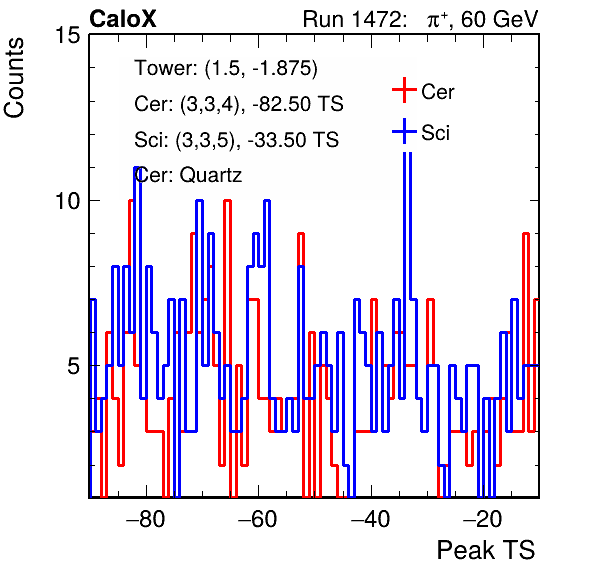 CaloX Run 1472: π⁺, 60 GeV
Counts
15
10
5
Tower: (1.5, -1.875)
Cer: (3,3,4), -82.50 TS
Sci: (3,3,5), -33.50 TS
Cer: Quartz
Cer
Sci
−80 −60 −40 −20
Peak TS